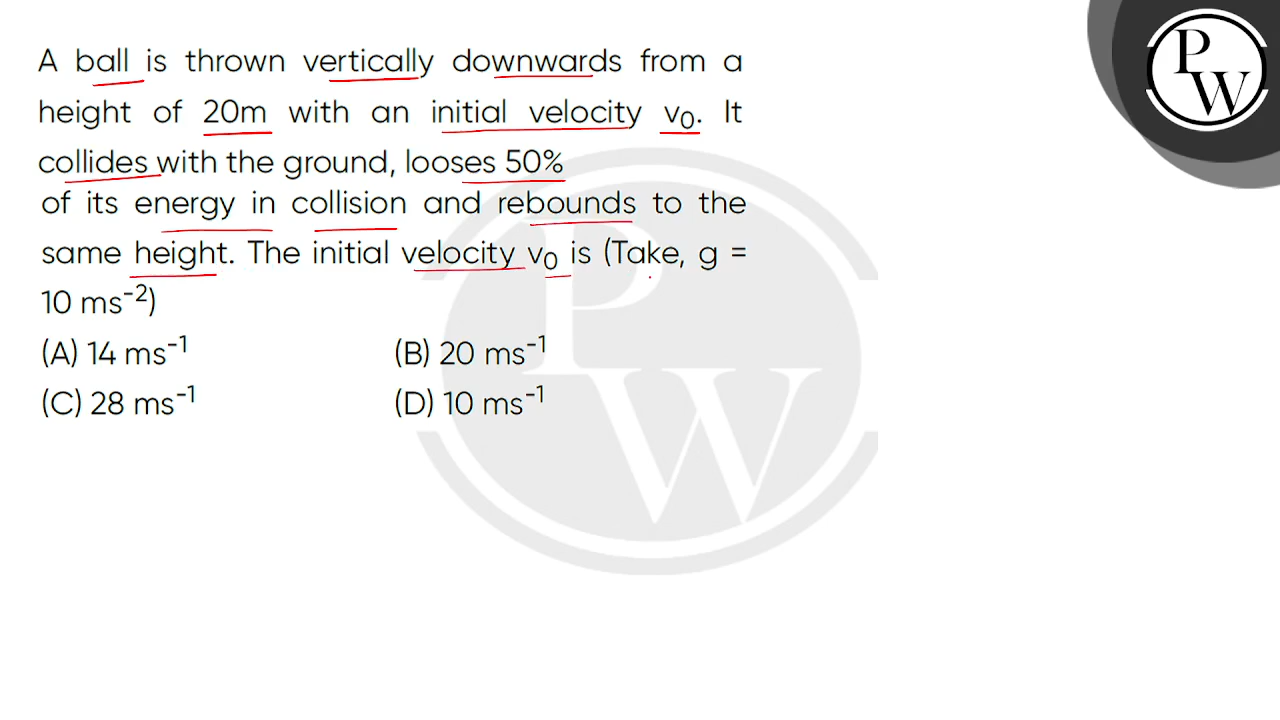 A ball is thrown vertically downwards from a
height of 20m with an initial velocity v₀. It
collides with the ground, looses 50%
of its energy in collision and rebounds to the
same height. The initial velocity v₀ is (Take, g =
10 ms⁻²)
(A) 14 ms⁻¹ (B) 20 ms⁻¹
(C) 28 ms⁻¹ (D) 10 ms⁻¹
P
W
P
W